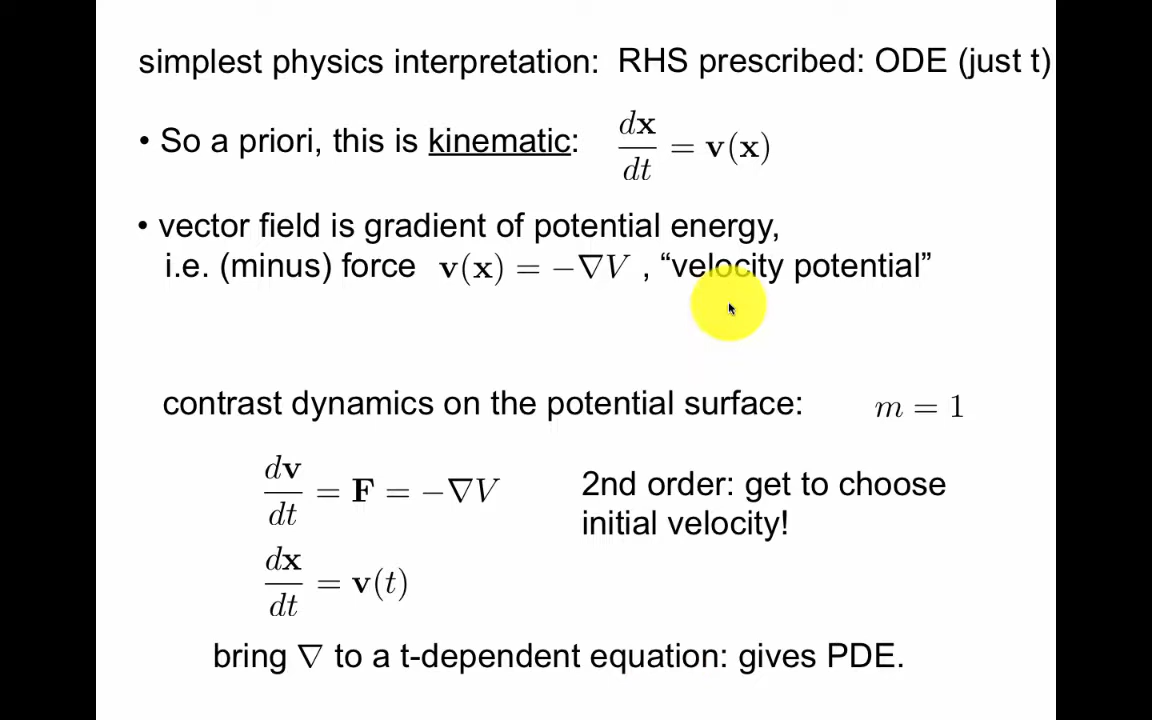 simplest physics interpretation: RHS prescribed: ODE (just t)
• So a priori, this is kinematic: dx/dt = v(x)
• vector field is gradient of potential energy,
i.e. (minus) force v(x) = −∇V , “velocity potential”
contrast dynamics on the potential surface: m = 1
dv/dt = F = −∇V
2nd order: get to choose
initial velocity!
dx/dt = v(t)
bring ∇ to a t-dependent equation: gives PDE.